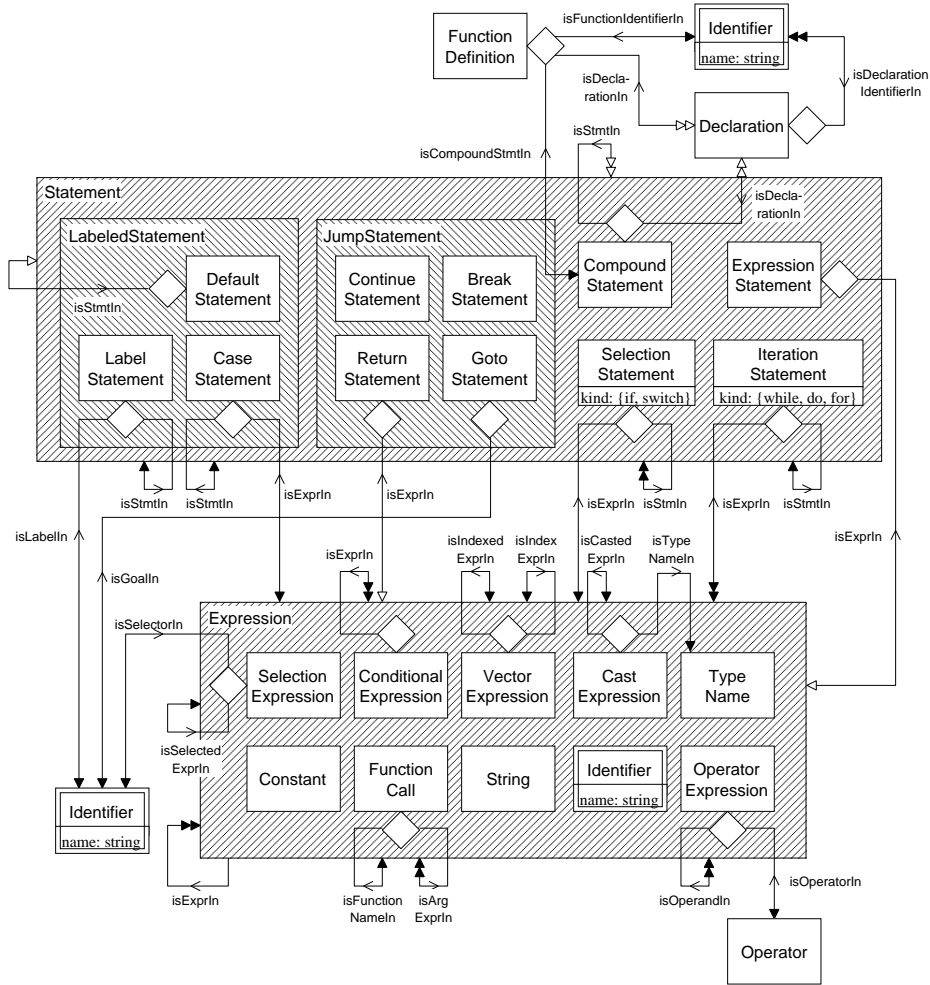 isFunctionIdentifierIn
Function
Definition
Identifier
name: string
isDecla-
rationIn
isDeclaration
IdentifierIn
Declaration
isStmtIn
isCompoundStmtIn
Statement
isDecla-
rationIn
LabeledStatement
JumpStatement
Default
Statement
Continue
Statement
Break
Statement
Compound
Statement
Expression
Statement
isStmtIn
Label
Statement
Case
Statement
Return
Statement
Goto
Statement
Selection
Statement
kind: {if, switch}
Iteration
Statement
kind: {while, do, for}
isStmtIn
isStmtIn
isExprIn
isExprIn
isExprIn
isStmIn
isExprIn
isStmtIn
isLabelIn
isGoalIn
isExprIn
isExprIn
isIndexed
ExprIn
isIndex
ExprIn
isCasted
ExprIn
isType
NameIn
Expression
isSelectorIn
Selection
Expression
Conditional
Expression
Vector
Expression
Cast
Expression
Type
Name
isSelected
ExprIn
Constant
Function
Call
String
Identifier
name: string
Operator
Expression
Identifier
name: string
isExprIn
isFunction
NameIn
isArg
ExprIn
isOperandIn
isOperatorIn
Operator